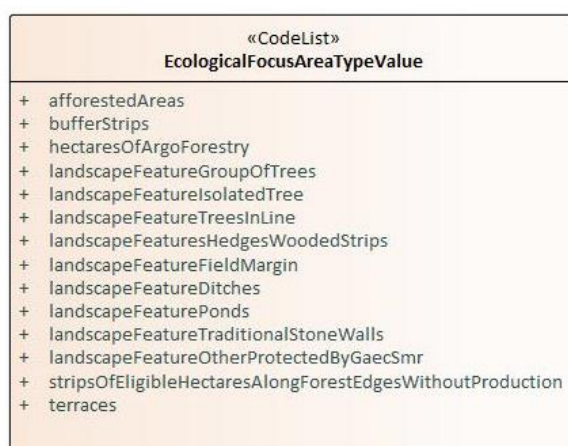 «CodeList»
EcologicalFocusAreaTypeValue
+ afforestedAreas
+ bufferStrips
+ hectaresOfArgoForestry
+ landscapeFeatureGroupOfTrees
+ landscapeFeatureIsolatedTree
+ landscapeFeatureTreesInLine
+ landscapeFeaturesHedgesWoodedStrips
+ landscapeFeatureFieldMargin
+ landscapeFeatureDitches
+ landscapeFeaturePonds
+ landscapeFeatureTraditionalStoneWalls
+ landscapeFeatureOtherProtectedByGaecSmr
+ stripsOfEligibleHectaresAlongForestEdgesWithoutProduction
+ terraces